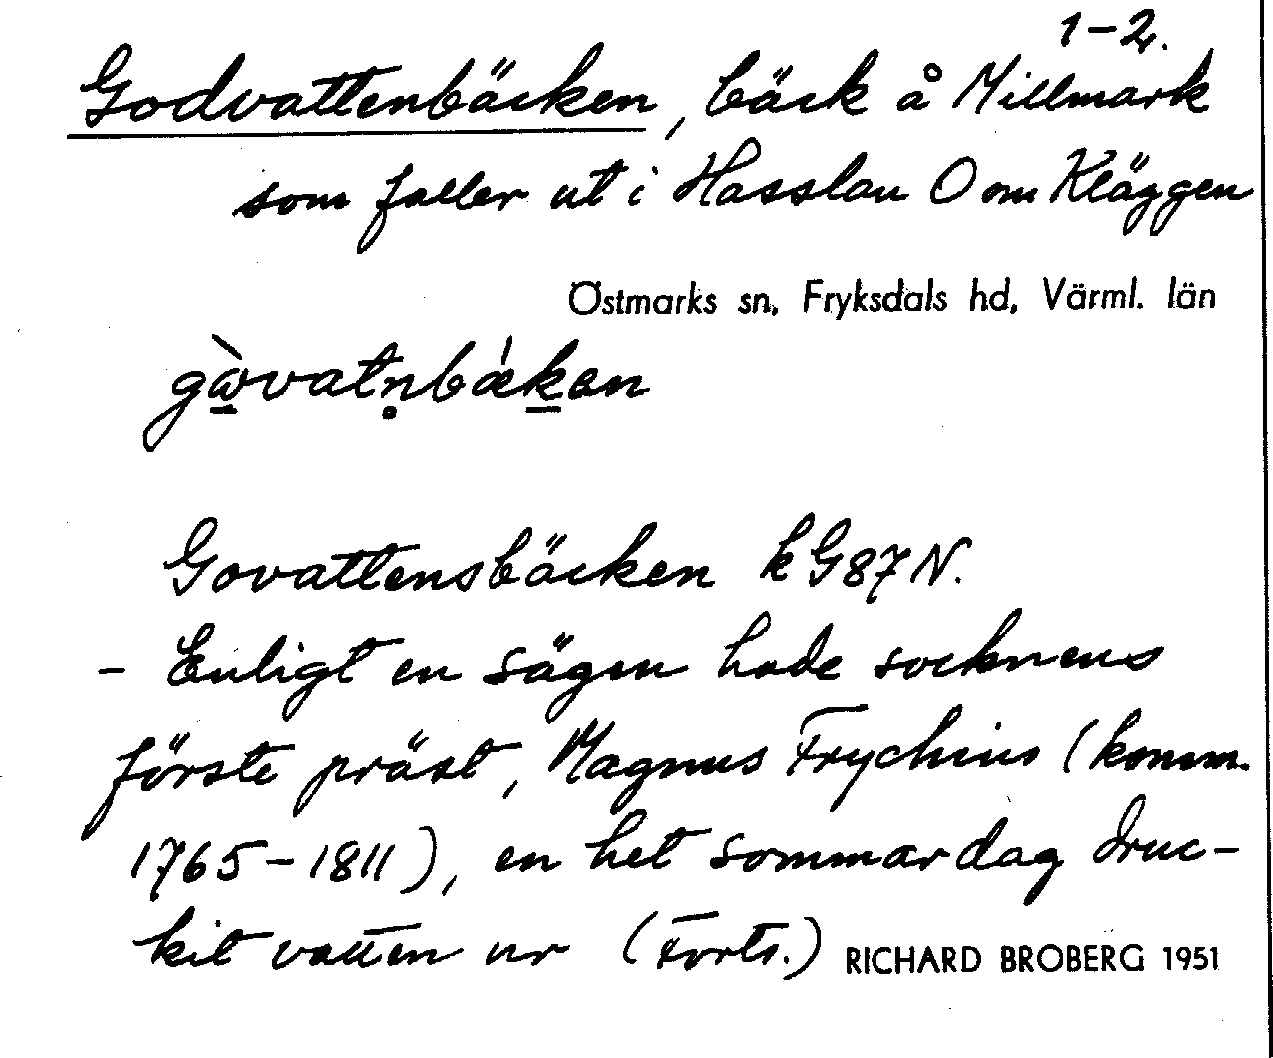 1-2.
Godvattenbäcken, bäck å Millmark
som faller ut i Hasslan O om Kläggen
Östmarks sn, Fryksdals hd, Värml. län
Govattensbäcken k G87N.
- Enligt en sägen hade socknens
förste präst, Magnus Frychius (komm.
1765-1811), en het sommardag druc-
kit vatten ur (Forts.) RICHARD BROBERG 1951